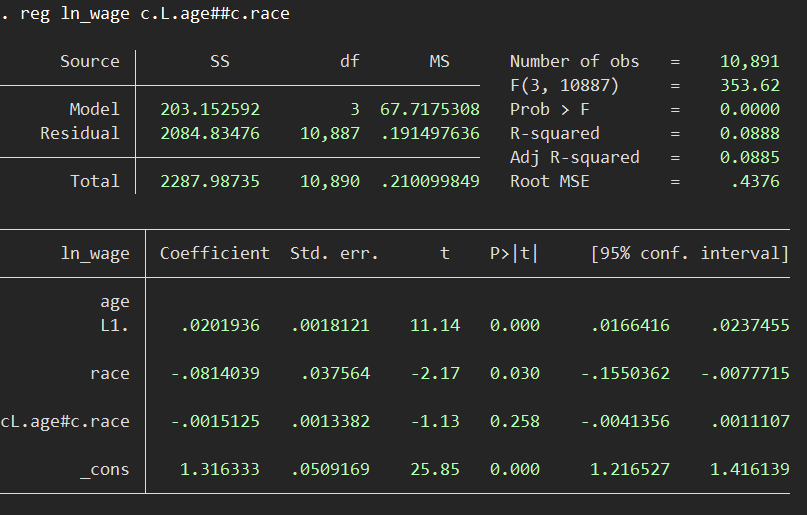 . reg ln_wage c.L.age##c.race
Source SS df MS Number of obs = 10,891
F(3, 10887) = 353.62
Model 203.152592 3 67.7175308 Prob > F = 0.0000
Residual 2084.83476 10,887 .191497636 R-squared = 0.0888
Adj R-squared = 0.0885
Total 2287.98735 10,890 .210099849 Root MSE = .4376
ln_wage Coefficient Std. err. t P>|t| [95% conf. interval]
age
L1. .0201936 .0018121 11.14 0.000 .0166416 .0237455
race -.0814039 .037564 -2.17 0.030 -.1550362 -.0077715
cL.age#c.race -.0015125 .0013382 -1.13 0.258 -.0041356 .0011107
_cons 1.316333 .0509169 25.85 0.000 1.216527 1.416139